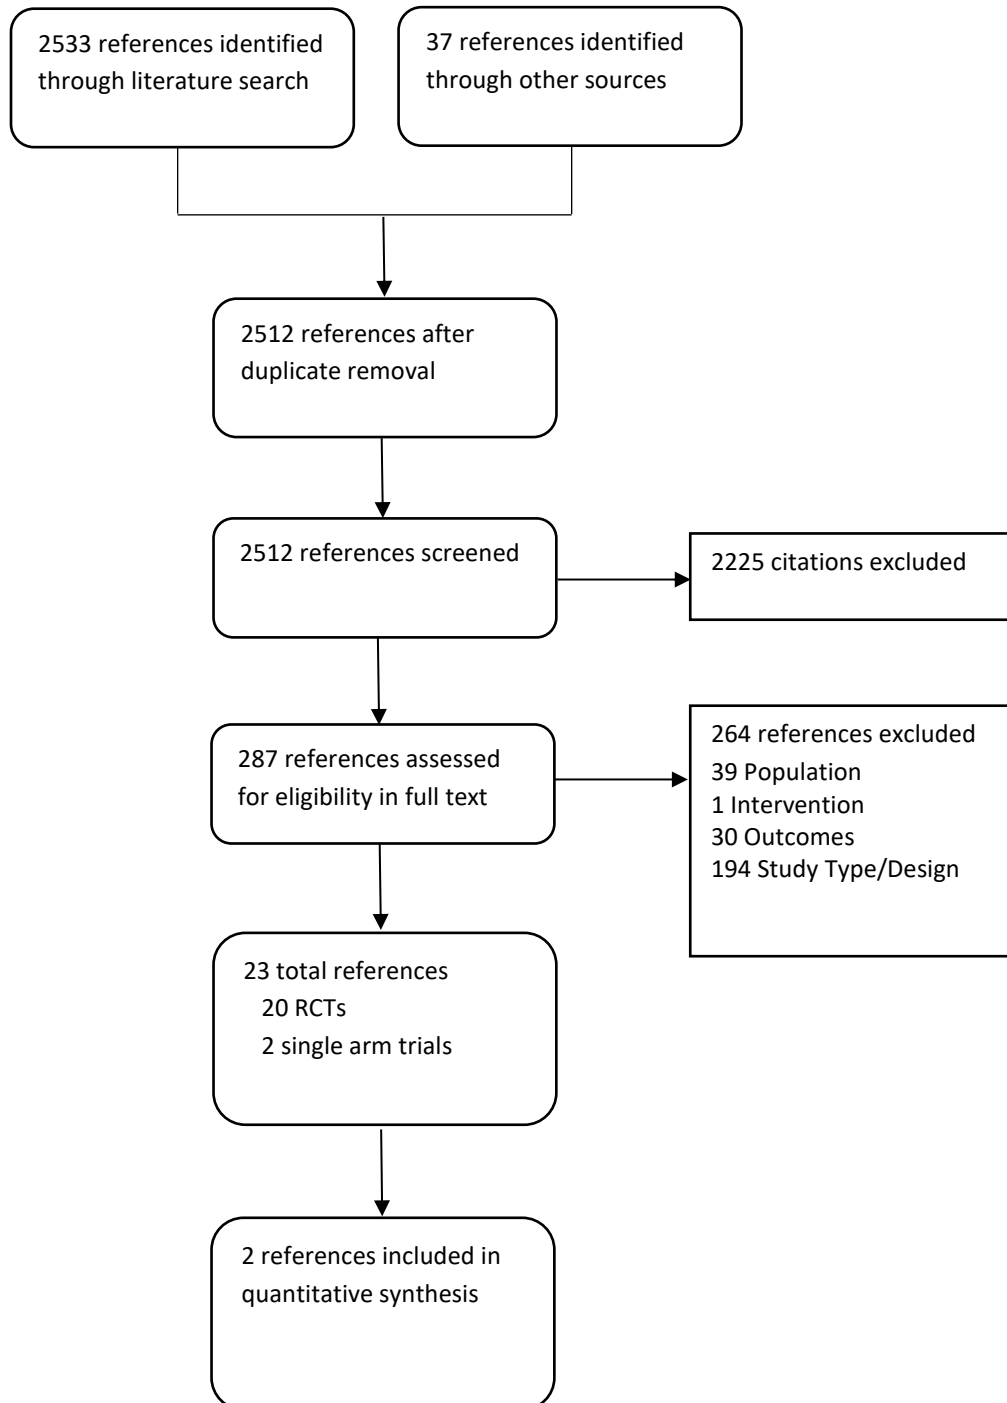 2533 references identified
through literature search
37 references identified
through other sources
2512 references after
duplicate removal
2512 references screened
2225 citations excluded
287 references assessed
for eligibility in full text
264 references excluded
39 Population
1 Intervention
30 Outcomes
194 Study Type/Design
23 total references
20 RCTs
2 single arm trials
2 references included in
quantitative synthesis